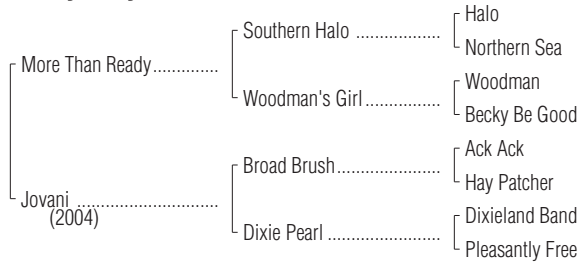 Halo
Southern Halo ..................
Northern Sea
More Than Ready..............
Woodman
Woodman's Girl................
Becky Be Good
Ack Ack
Broad Brush......................
Hay Patcher
Jovani ..............................
(2004)
Dixieland Band
Dixie Pearl ........................
Pleasantly Free